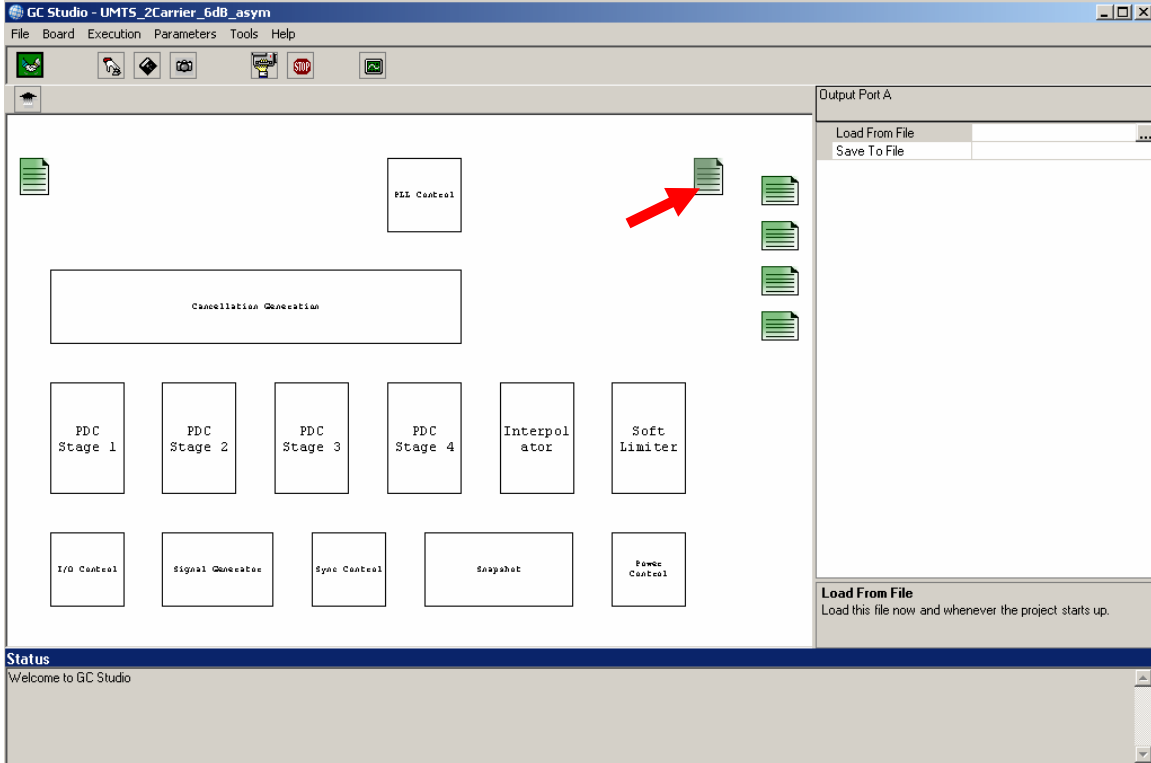 GC Studio - UMTS_2Carrier_6dB_asym
File Board Execution Parameters Tools Help
STOP
Output Port A
Load From File ...
Save To File
PLL Control
Cancellation Generation
PDC
Stage 1
PDC
Stage 2
PDC
Stage 3
PDC
Stage 4
Interpol
ator
Soft
Limiter
I/O Control
Signal Generator
Sync Control
Snapshot
Power
Control
Load From File
Load this file now and whenever the project starts up.
Status
Welcome to GC Studio